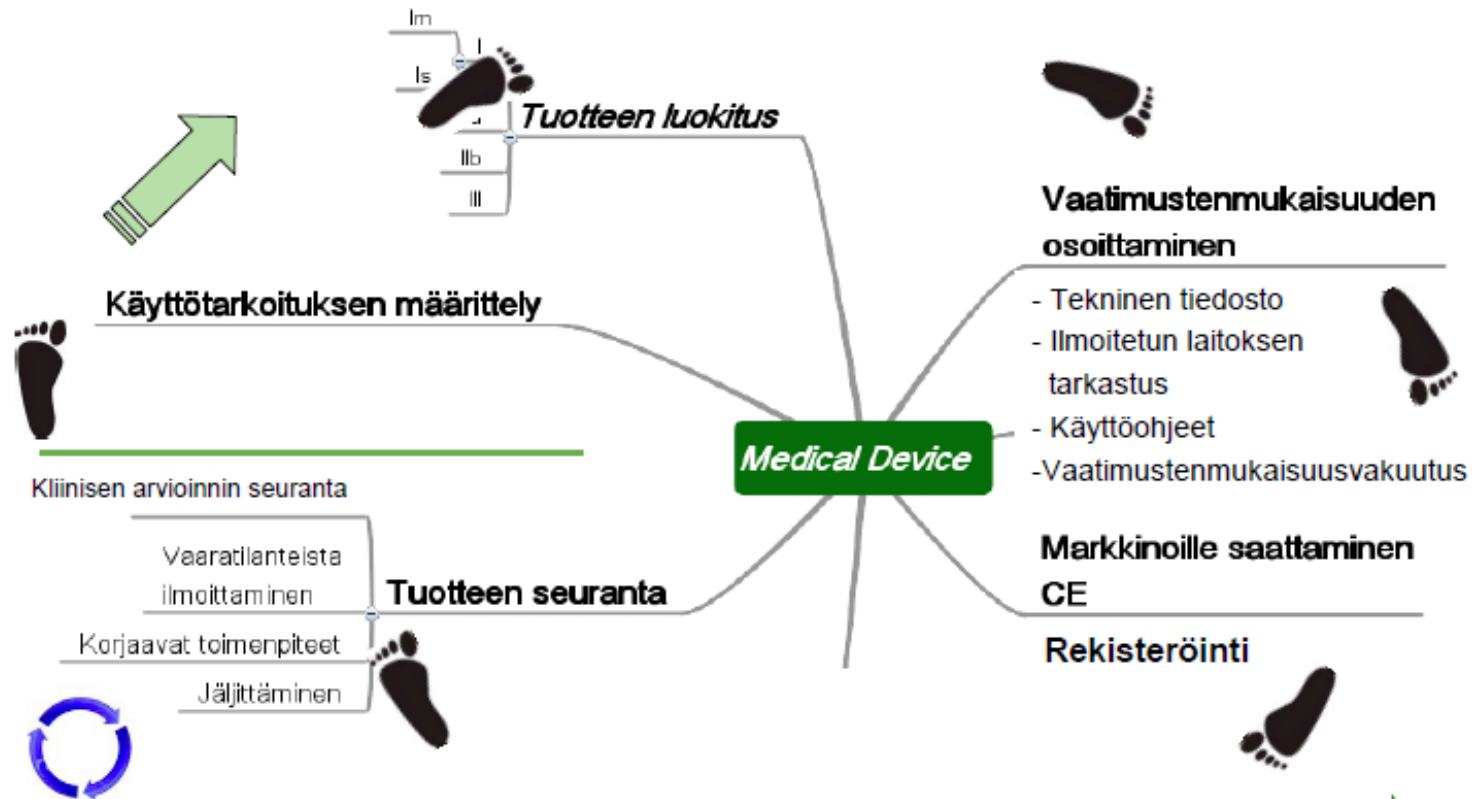 Im
I
Is
Tuotteen luokitus
IIb
III
Käyttötarkoituksen määrittely
Vaatimustenmukaisuuden
osoittaminen
- Tekninen tiedosto
- Ilmoitetun laitoksen
tarkastus
- Käyttöohjeet
-Vaatimustenmukaisuusvakuutus
Medical Device
Markkinoille saattaminen
CE
Rekisteröinti
Kliinisen arvioinnin seuranta
Vaaratilanteista
ilmoittaminen
Tuotteen seuranta
Korjaavat toimenpiteet
Jäljittäminen